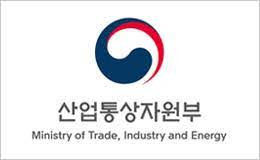 산업통상자원부
Ministry of Trade, Industry and Energy